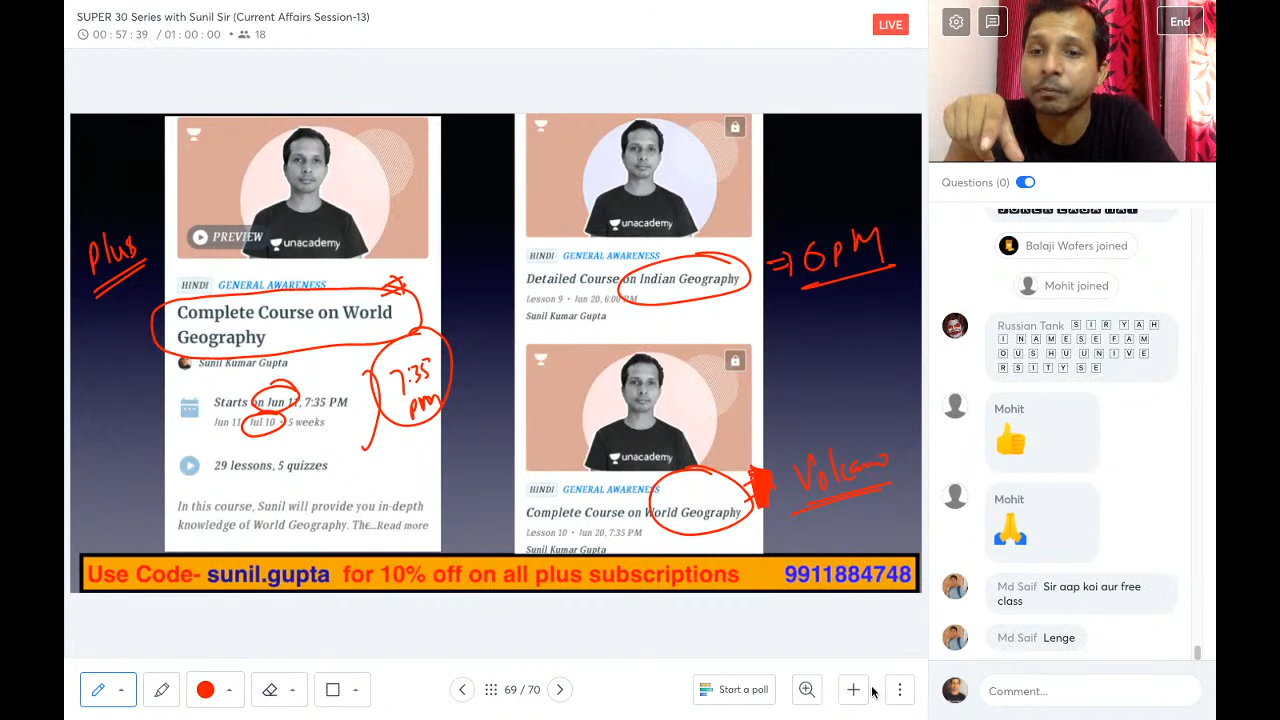 SUPER 30 Series with Sunil Sir (Current Affairs Session-13)
00 : 57 : 39 / 01 : 00 : 00 • 18
LIVE
End
Plus
PREVIEW
unacademy
HINDI GENERAL AWARENESS
Complete Course on World
Geography
Sunil Kumar Gupta
7:35
pm
Starts on Jun 11, 7:35 PM
Jun 11 Jul 10 • 5 weeks
29 lessons, 5 quizzes
In this course, Sunil will provide you in-depth
knowledge of World Geography. The...Read more
unacademy
HINDI GENERAL AWARENESS
Detailed Course on Indian Geography
Lesson 9 • Jun 20, 6:00 PM
Sunil Kumar Gupta
⇒ 6 PM
unacademy
HINDI GENERAL AWARENESS
Complete Course on World Geography
Lesson 10 • Jun 20, 7:35 PM
Sunil Kumar Gupta
Volcano
Use Code- sunil.gupta for 10% off on all plus subscriptions 9911884748
Questions (0)
Balaji Wafers joined
Mohit joined
Russian Tank 🅂 🄸 🅁 🅈 🄰 🄷
🄸 🄽 🄰 🄼 🄴 🅂 🄴 🄵 🄰 🄼
🄾 🅄 🅂 🄷 🅄 🅄 🄽 🄸 🅅 🄴
🅁 🅂 🄸 🅃 🅈 🅂 🄴
Mohit
👍
Mohit
🙏
Md Saif Sir aap koi aur free
class
Md Saif Lenge
69 / 70
Start a poll
Comment...